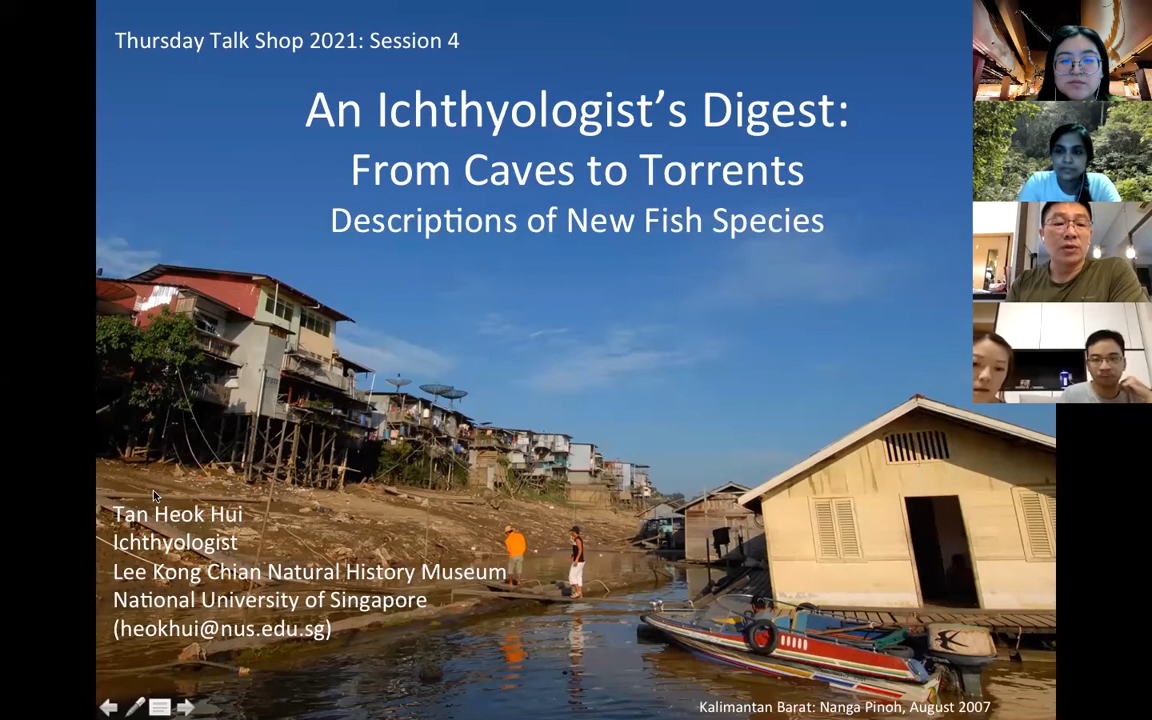 Thursday Talk Shop 2021: Session 4
An Ichthyologist’s Digest:
From Caves to Torrents
Descriptions of New Fish Species
Tan Heok Hui
Ichthyologist
Lee Kong Chian Natural History Museum
National University of Singapore
(heokhui@nus.edu.sg)
Kalimantan Barat: Nanga Pinoh, August 2007